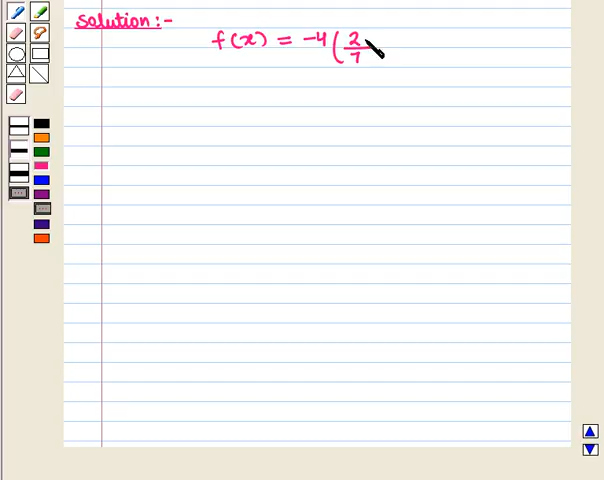 Solution:-
f(x) = -4(2/7